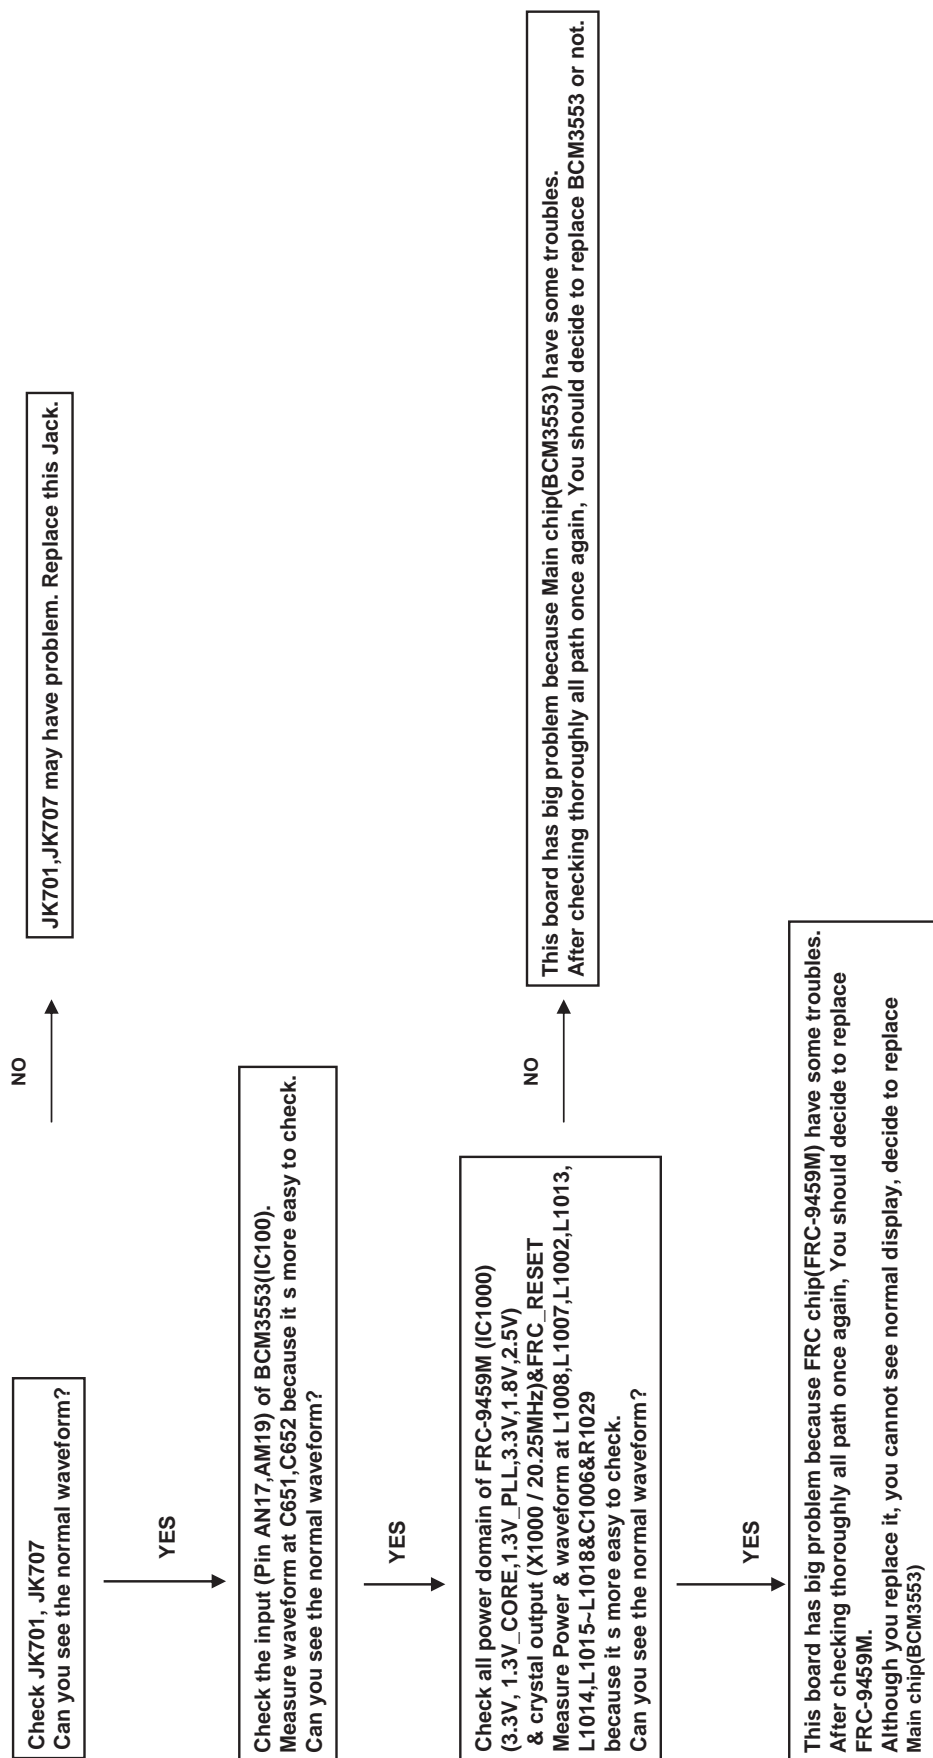 Check JK701, JK707
Can you see the normal waveform?
NO
JK701,JK707 may have problem. Replace this Jack.
YES
Check the input (Pin AN17,AM19) of BCM3553(IC100).
Measure waveform at C651,C652 because it s more easy to check.
Can you see the normal waveform?
YES
Check all power domain of FRC-9459M (IC1000)
(3.3V, 1.3V_CORE,1.3V_PLL,3.3V,1.8V,2.5V)
& crystal output (X1000 / 20.25MHz)&FRC_RESET
Measure Power & waveform at L1008,L1007,L1002,L1013,
L1014,L1015~L1018&C1006&R1029
because it s more easy to check.
Can you see the normal waveform?
NO
This board has big problem because Main chip(BCM3553) have some troubles.
After checking thoroughly all path once again, You should decide to replace BCM3553 or not.
YES
This board has big problem because FRC chip(FRC-9459M) have some troubles.
After checking thoroughly all path once again, You should decide to replace
FRC-9459M.
Although you replace it, you cannot see normal display, decide to replace
Main chip(BCM3553)